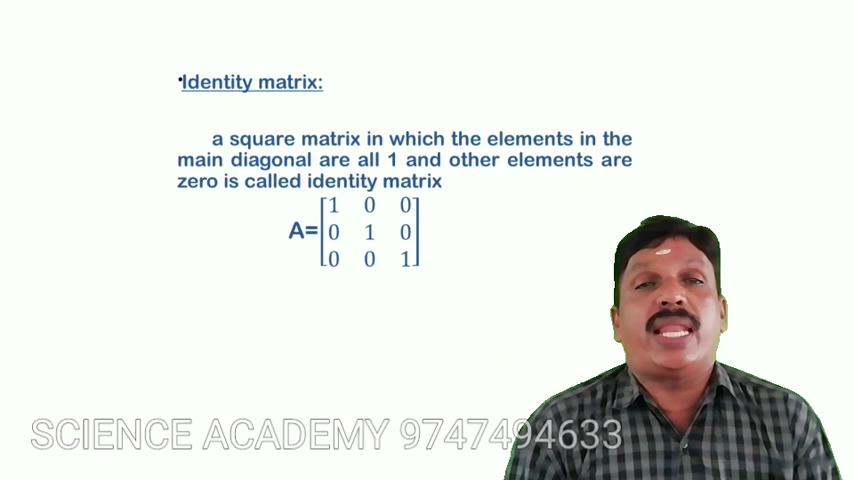 •Identity matrix:
a square matrix in which the elements in the
main diagonal are all 1 and other elements are
zero is called identity matrix
A=[1 0 0
0 1 0
0 0 1]
SCIENCE ACADEMY 9747494633